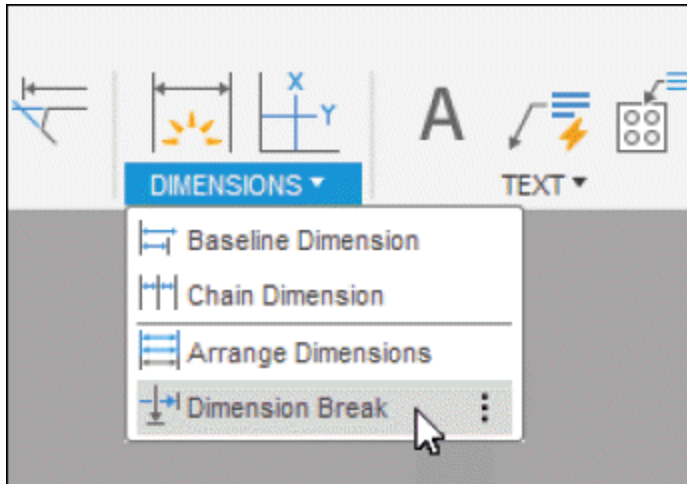 X
Y
A
DIMENSIONS
TEXT
Baseline Dimension
Chain Dimension
Arrange Dimensions
Dimension Break